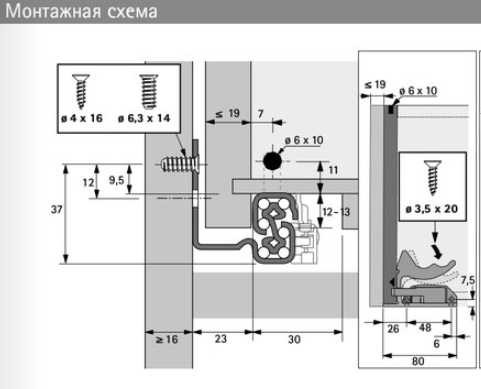 Монтажная схема
ø 4 x 16 ø 6,3 x 14
≤ 19 7
ø 6 x 10
11
12
9,5
37
12-13
≥ 16 23 30
≤ 19
ø 6 x 10
ø 3,5 x 20
7,5
26 48
6
80